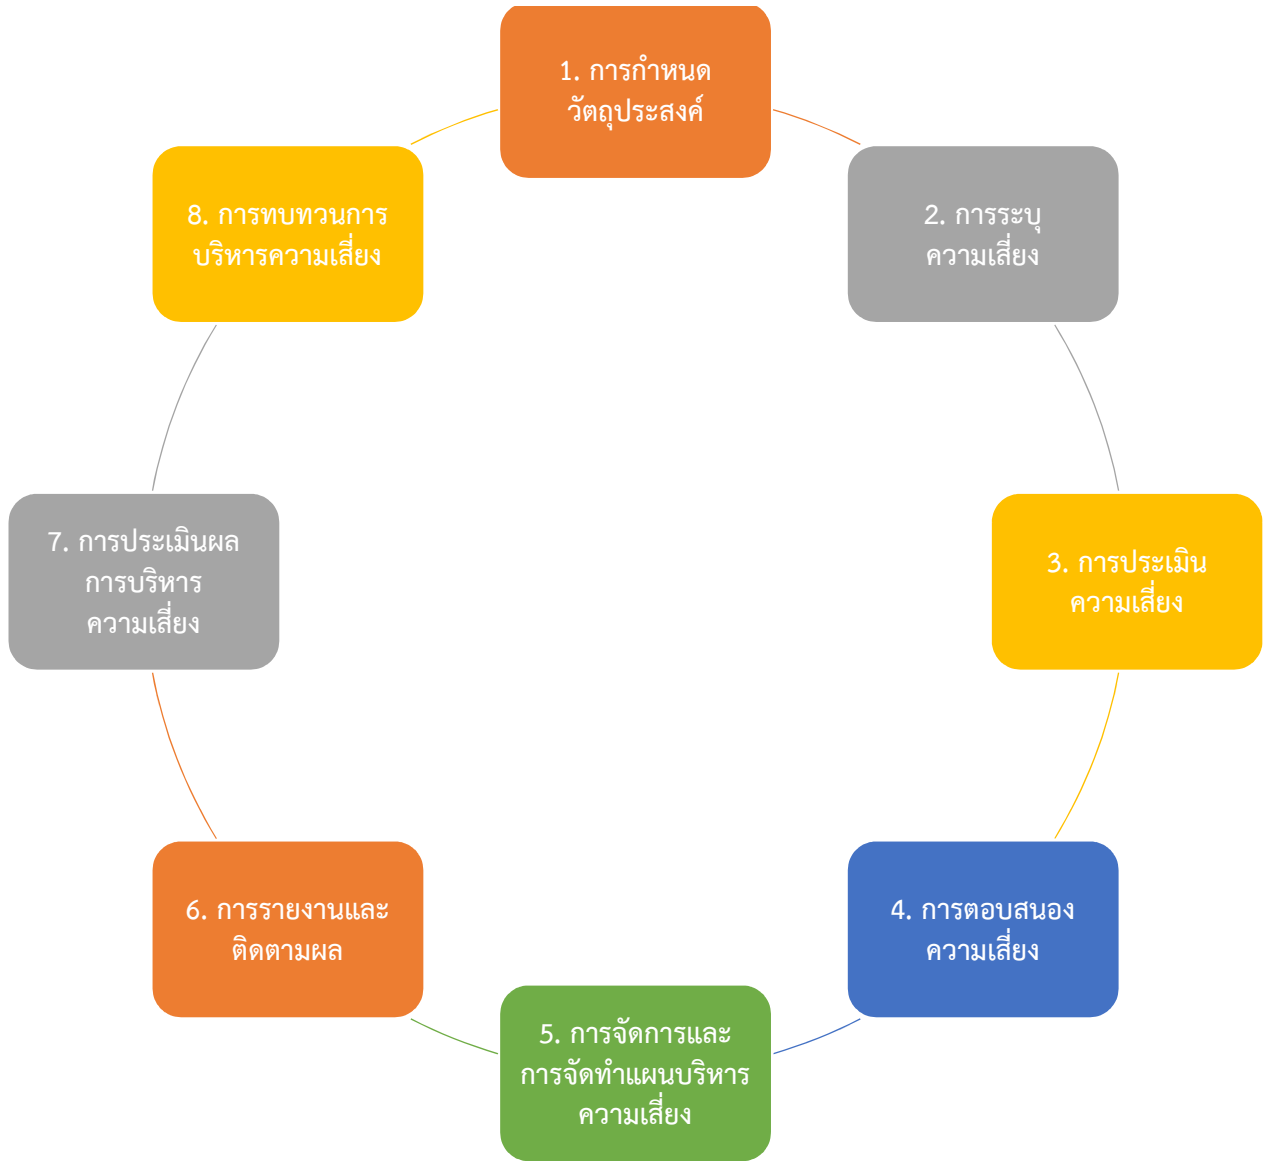 1. การกำหนด
วัตถุประสงค์
2. การระบุ
ความเสี่ยง
3. การประเมิน
ความเสี่ยง
4. การตอบสนอง
ความเสี่ยง
5. การจัดการและ
การจัดทำแผนบริหาร
ความเสี่ยง
6. การรายงานและ
ติดตามผล
7. การประเมินผล
การบริหาร
ความเสี่ยง
8. การทบทวนการ
บริหารความเสี่ยง